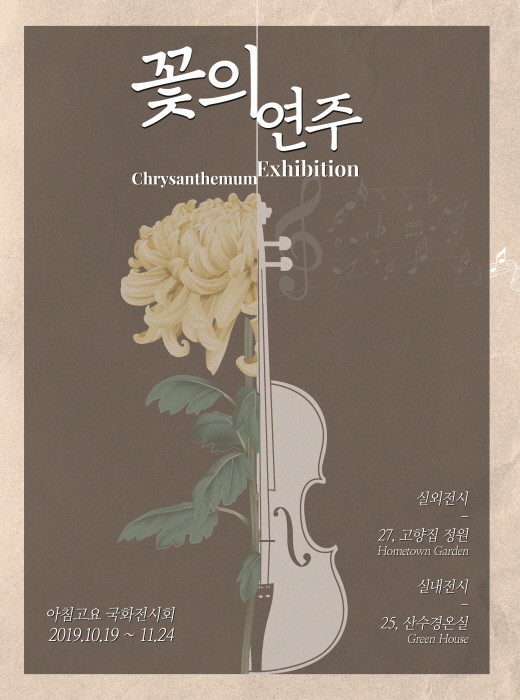 꽃의
연주
Chrysanthemum Exhibition
아침고요 국화전시회
2019.10.19 ~ 11.24
실외전시
–
27, 고향집 정원
Hometown Garden
실내전시
–
25, 산수경온실
Green House